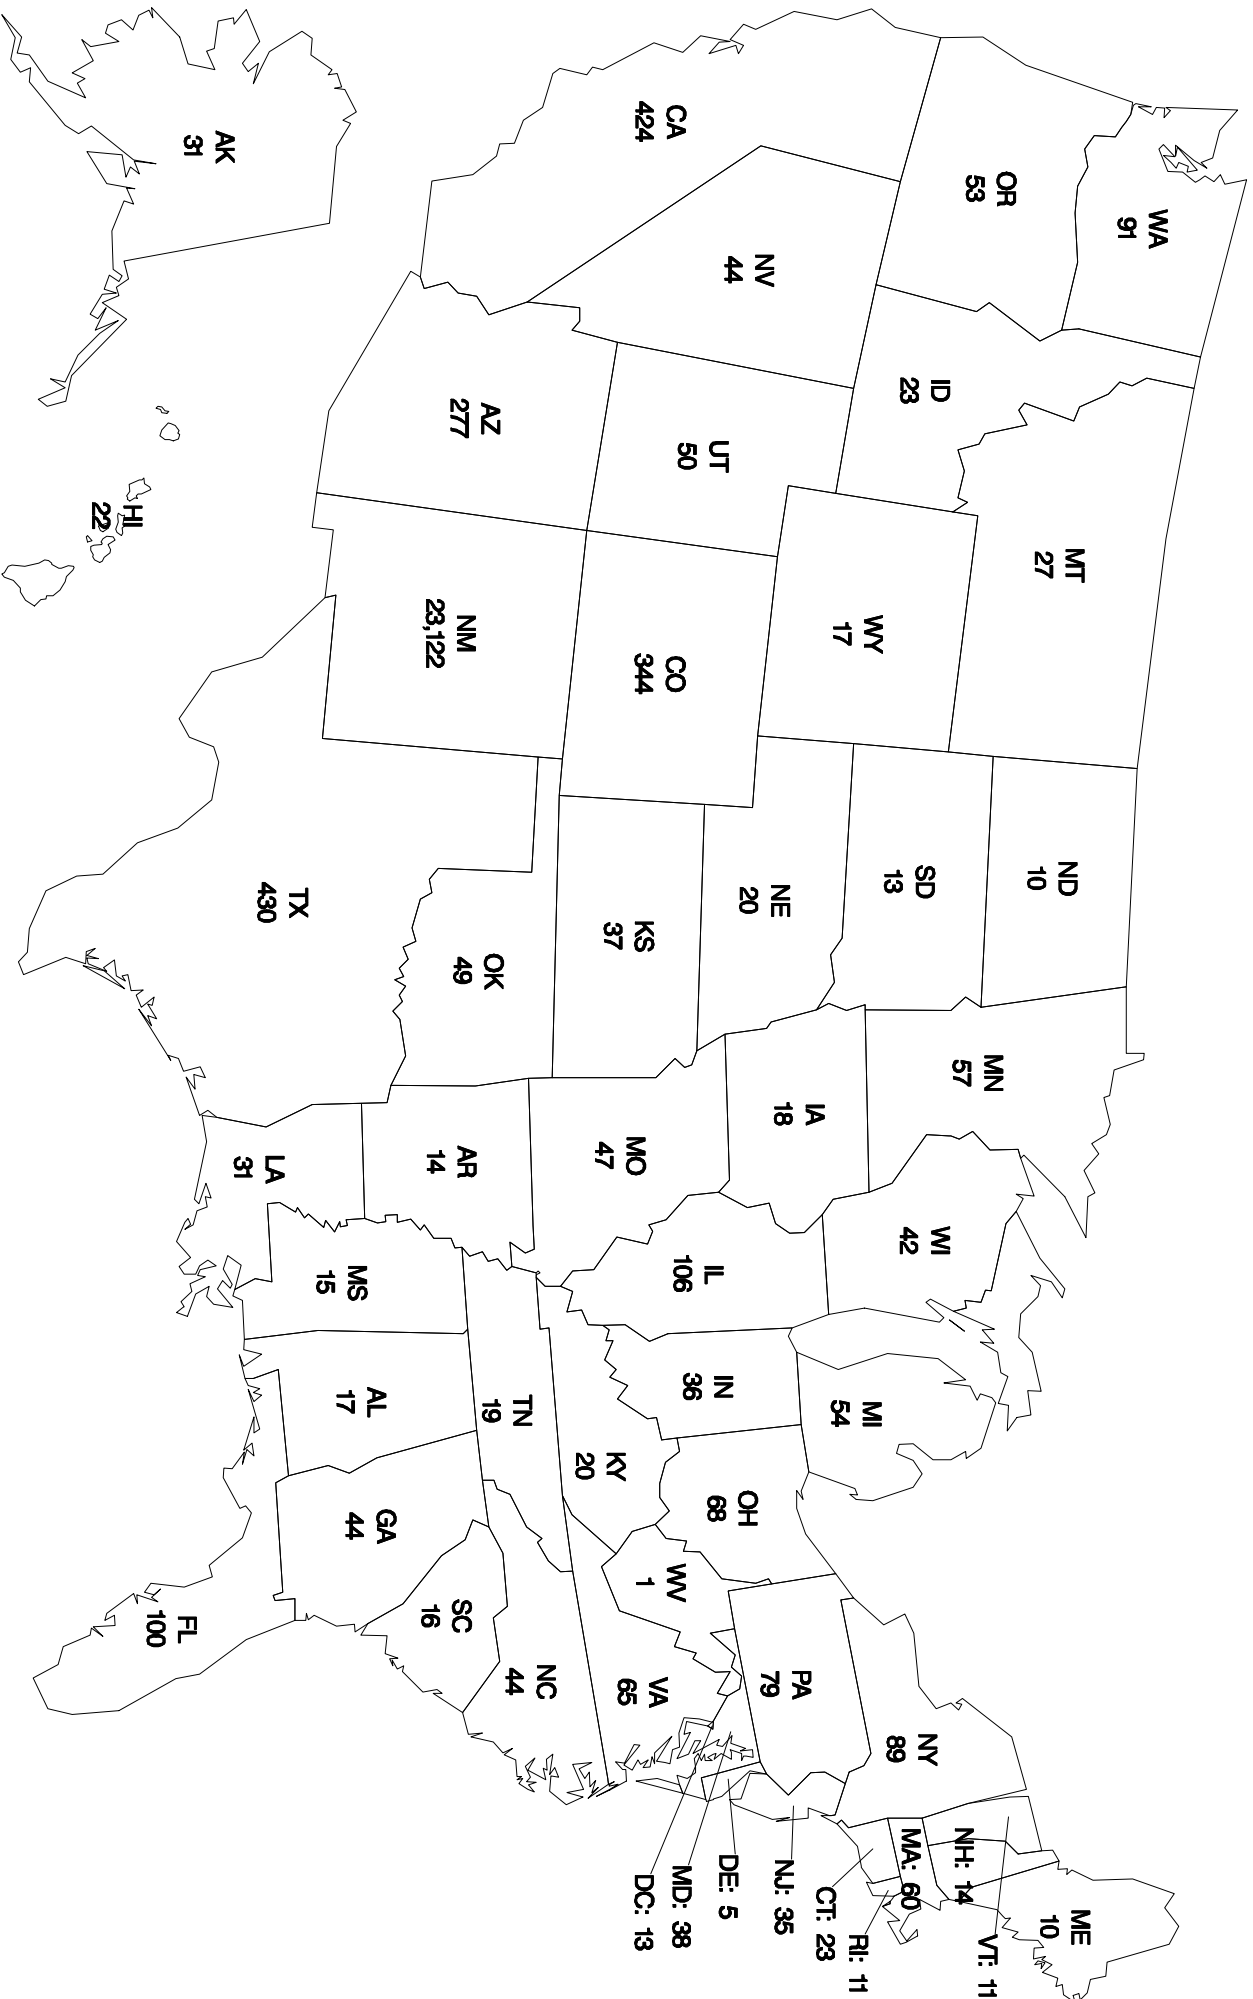 WA
91
OR
53
CA
424
NV
44
ID
23
MT
27
WY
17
UT
50
AZ
277
CO
344
NM
23,122
ND
10
SD
13
NE
20
KS
37
OK
49
TX
430
MN
57
IA
18
MO
47
AR
14
LA
31
WI
42
IL
106
MI
54
IN
36
OH
68
KY
20
TN
19
MS
15
AL
17
GA
44
FL
100
SC
16
NC
44
VA
65
WV
1
PA
79
NY
89
ME
10
VT: 11
NH: 14
MA: 60
RI: 11
CT: 23
NJ: 35
DE: 5
MD: 38
DC: 13
AK
31
HI
22